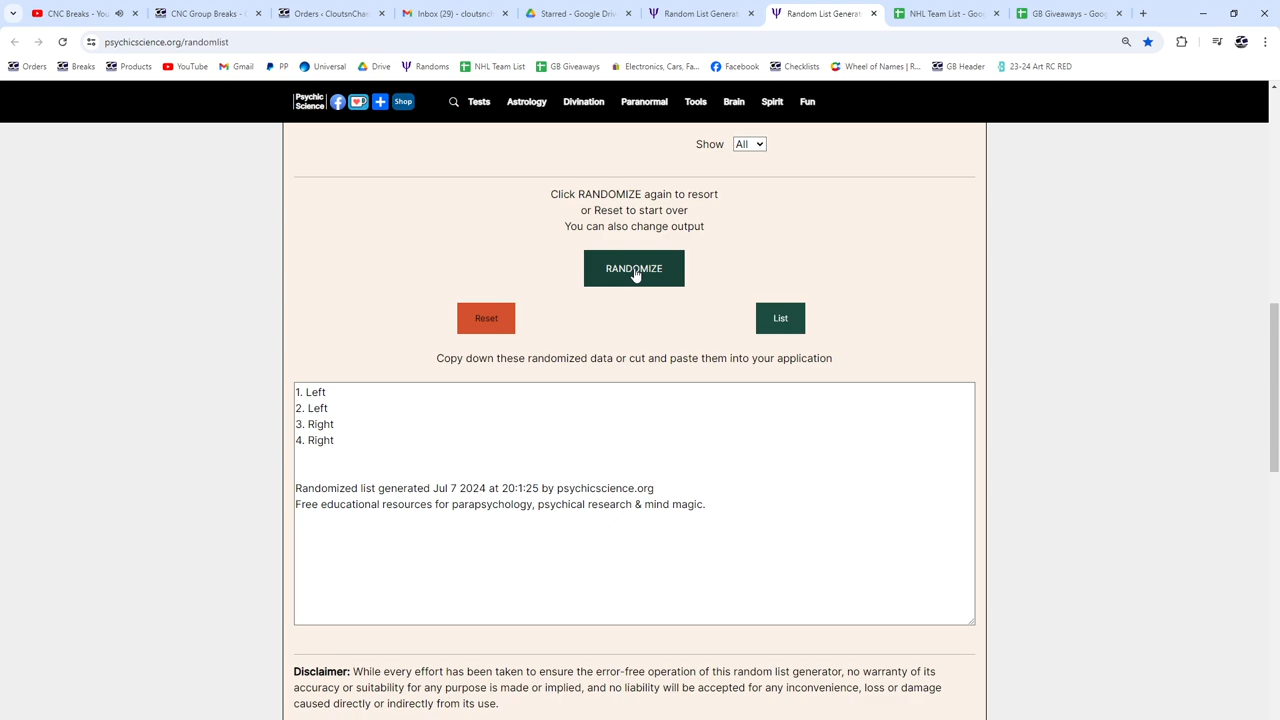 CNC Breaks - You
CNC Group Breaks - C
Orders < CloutsnChar
Inbox (29) - cloutsncl
Starred - Google Driv
Random List Generat
Random List Generat
NHL Team List - Goog
GB Giveaways - Goog
psychicscience.org/randomlist
Orders Breaks Products YouTube Gmail PP Universal Drive Randoms NHL Team List GB Giveaways Electronics, Cars, Fa... Facebook Checklists Wheel of Names | R... GB Header 23-24 Art RC RED
Psychic Science
Shop
Tests Astrology Divination Paranormal Tools Brain Spirit Fun
Show All
Click RANDOMIZE again to resort
or Reset to start over
You can also change output
RANDOMIZE
Reset List
Copy down these randomized data or cut and paste them into your application
1. Left
2. Left
3. Right
4. Right
Randomized list generated Jul 7 2024 at 20:1:25 by psychicscience.org
Free educational resources for parapsychology, psychical research & mind magic.
Disclaimer: While every effort has been taken to ensure the error-free operation of this random list generator, no warranty of its
accuracy or suitability for any purpose is made or implied, and no liability will be accepted for any inconvenience, loss or damage
caused directly or indirectly from its use.